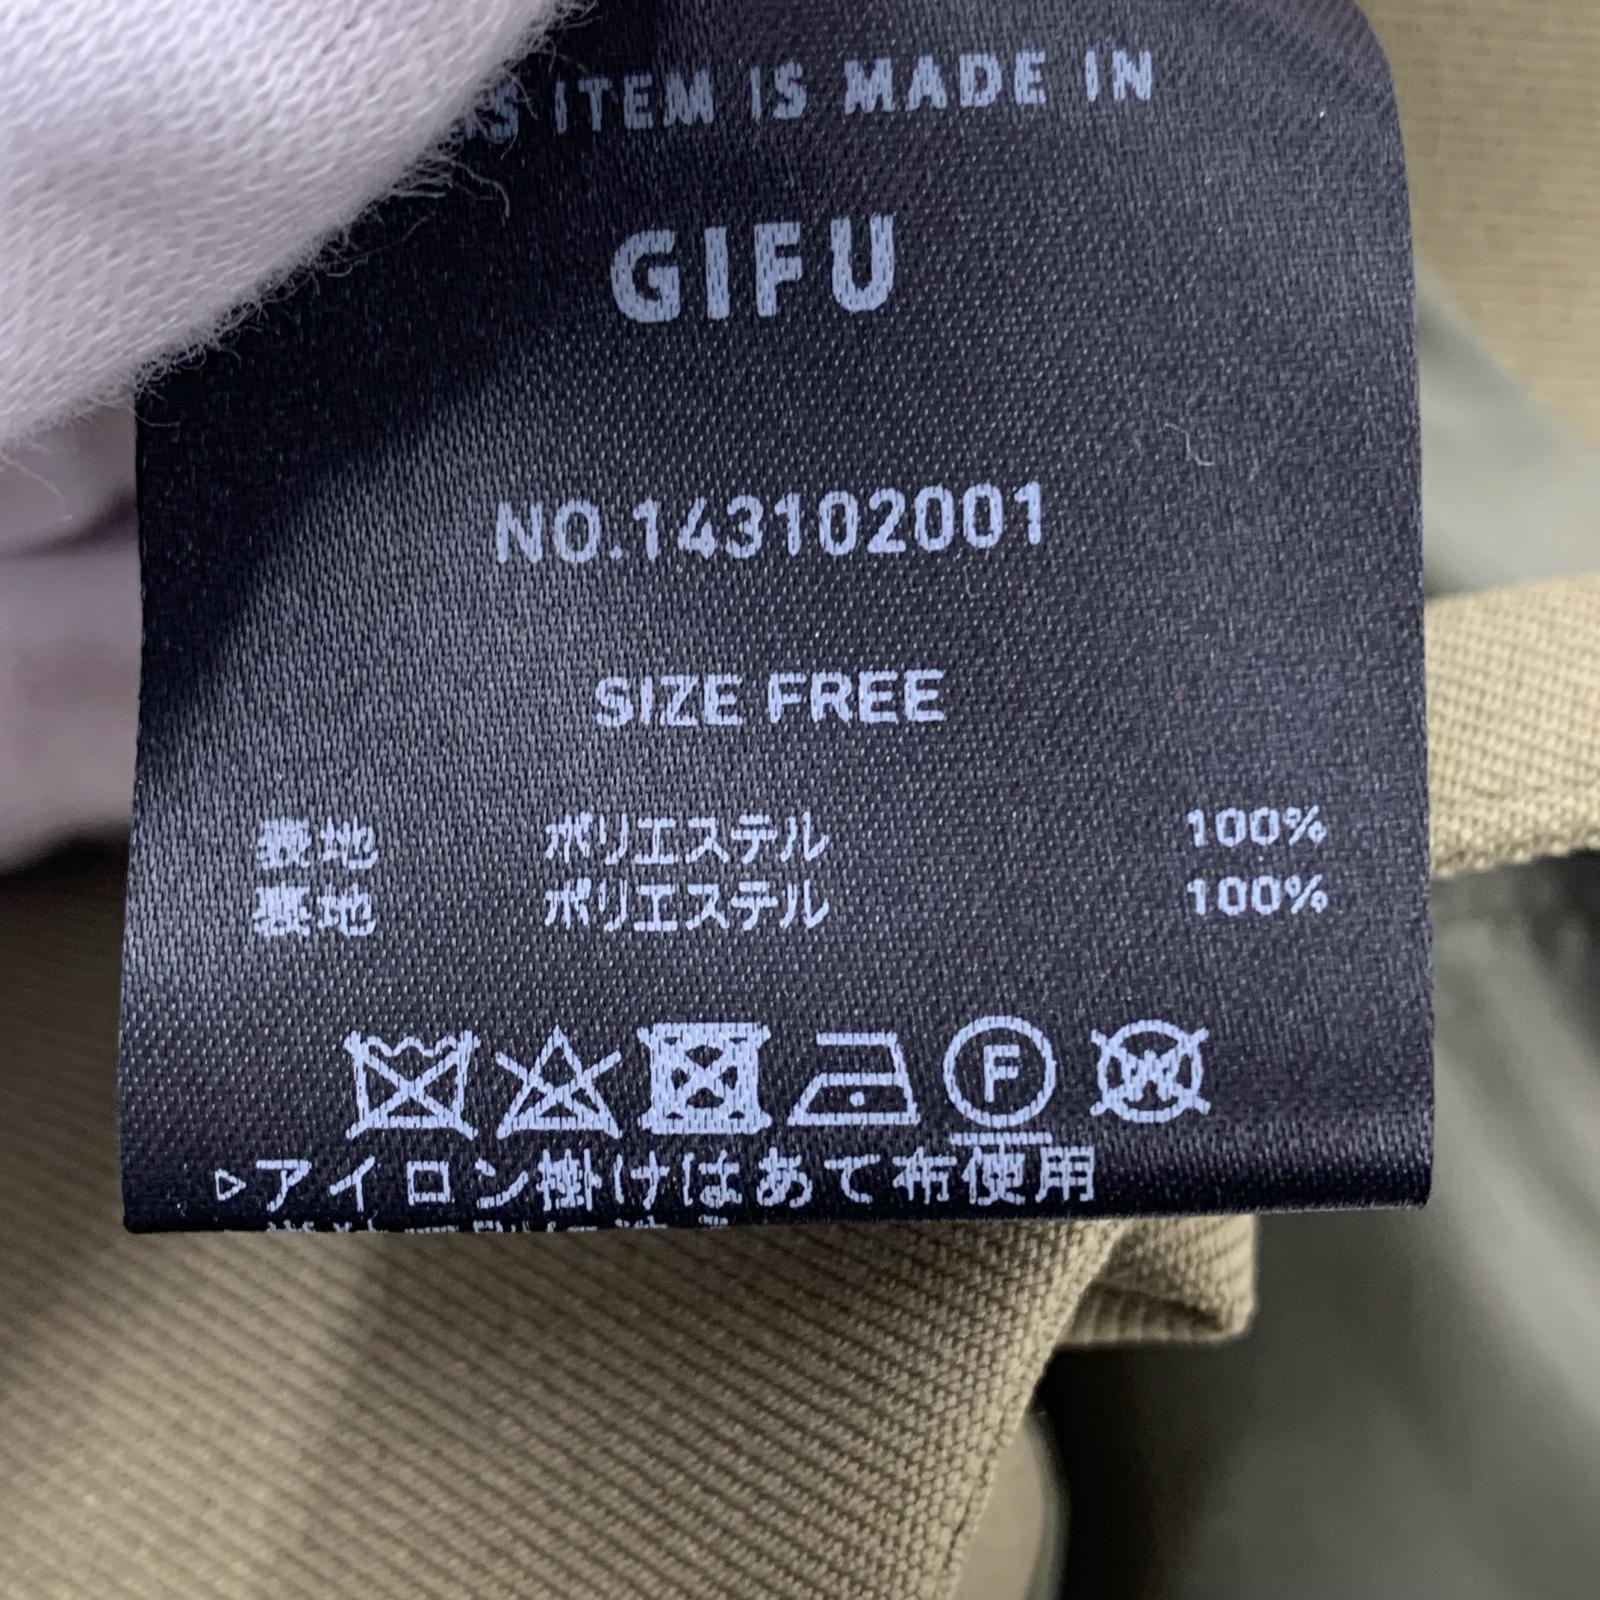 ITEM IS MADE IN
GIFU
NO.143102001
SIZE FREE
表地 ポリエステル 100%
裏地 ポリエステル 100%
F W
▷アイロン掛けはあて布使用